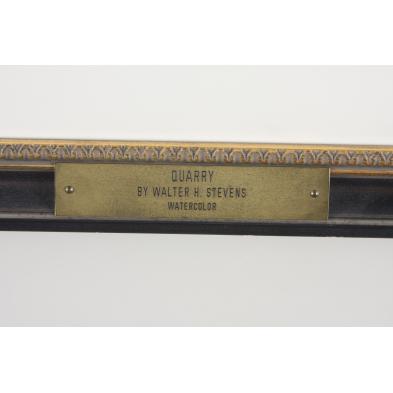 QUARRY
BY WALTER H. STEVENS
WATERCOLOR